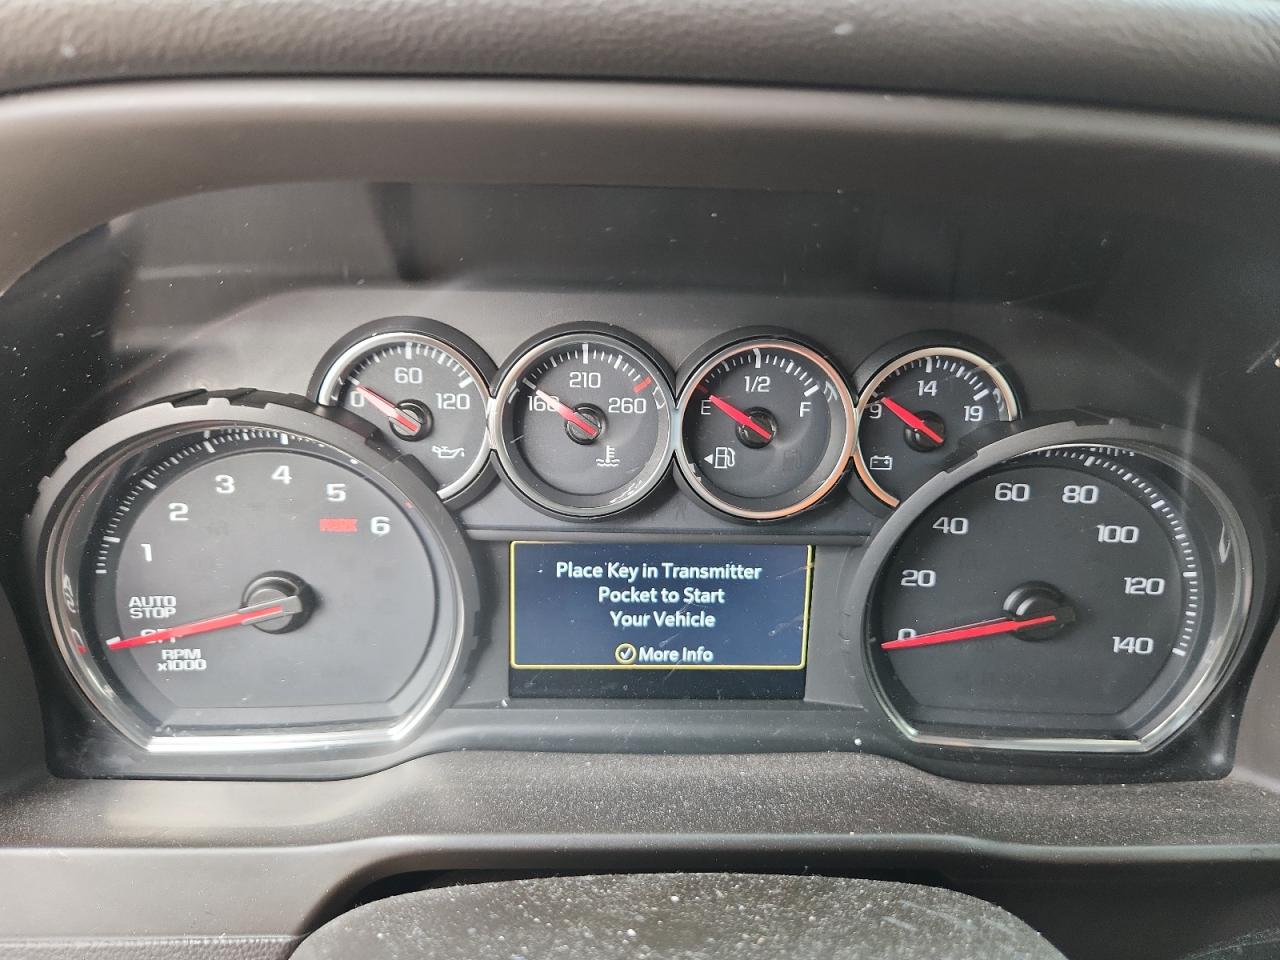 60
0 120
210
160 260
1/2
E F
14
9 19
1 2 3 4 5 6
PARK
AUTO
STOP
OFF
RPM
x1000
Place Key in Transmitter
Pocket to Start
Your Vehicle
More Info
0 20 40 60 80 100 120 140